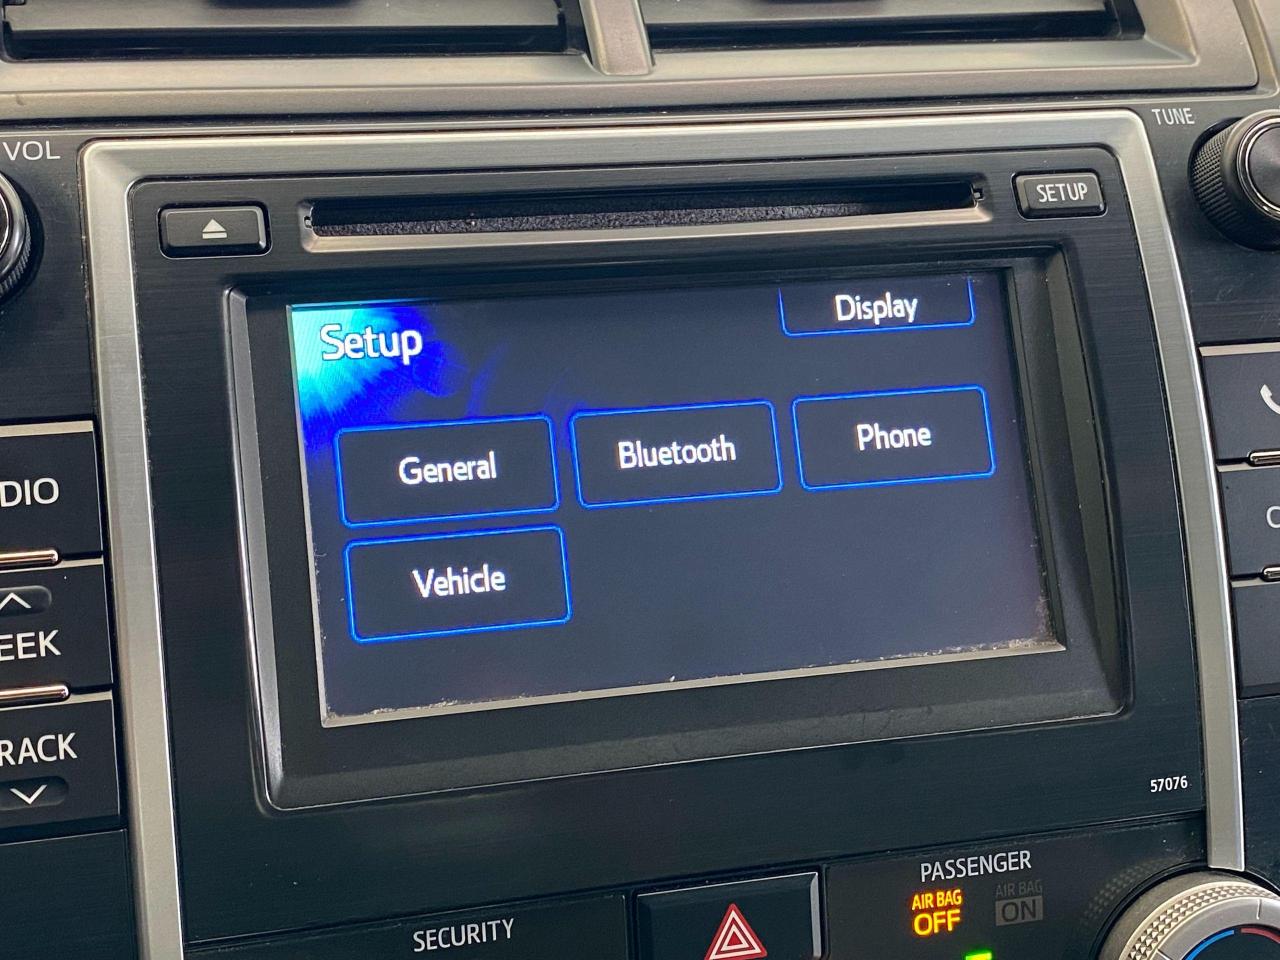 VOL
TUNE
SETUP
Setup
Display
General
Bluetooth
Phone
Vehicle
DIO
EEK
RACK
57076
PASSENGER
AIR BAG
OFF
AIR BAG
ON
SECURITY